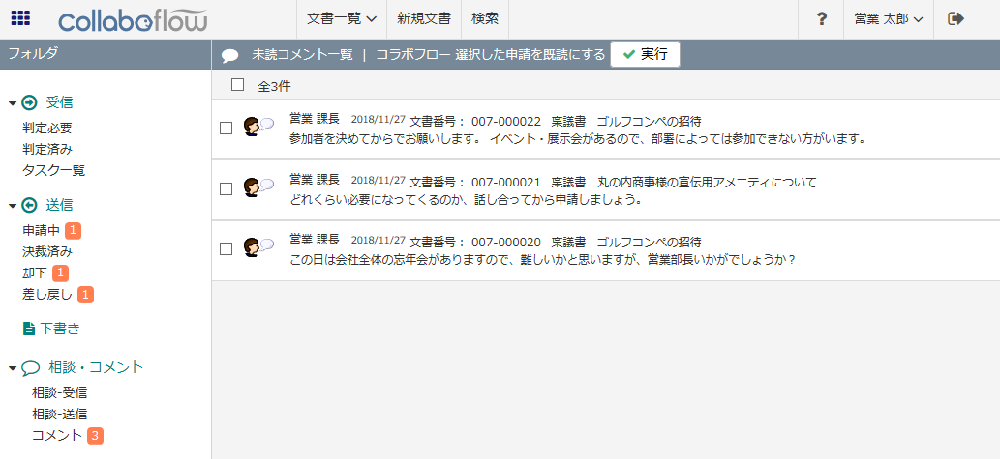 collaboflow 文書一覧 新規文書 検索 ? 営業 太郎
フォルダ
未読コメント一覧 | コラボフロー 選択した申請を既読にする 実行
全3件
受信
判定必要
判定済み
タスク一覧
送信
申請中 1
決裁済み
却下 1
差し戻し 1
下書き
相談・コメント
相談-受信
相談-送信
コメント 3
営業 課長 2018/11/27 文書番号： 007-000022 稟議書 ゴルフコンペの招待
参加者を決めてからでお願いします。 イベント・展示会があるので、部署によっては参加できない方がいます。
営業 課長 2018/11/27 文書番号： 007-000021 稟議書 丸の内商事様の宣伝用アメニティについて
どれくらい必要になってくるのか、話し合ってから申請しましょう。
営業 課長 2018/11/27 文書番号： 007-000020 稟議書 ゴルフコンペの招待
この日は会社全体の忘年会がありますので、難しいかと思いますが、営業部長いかがでしょうか？